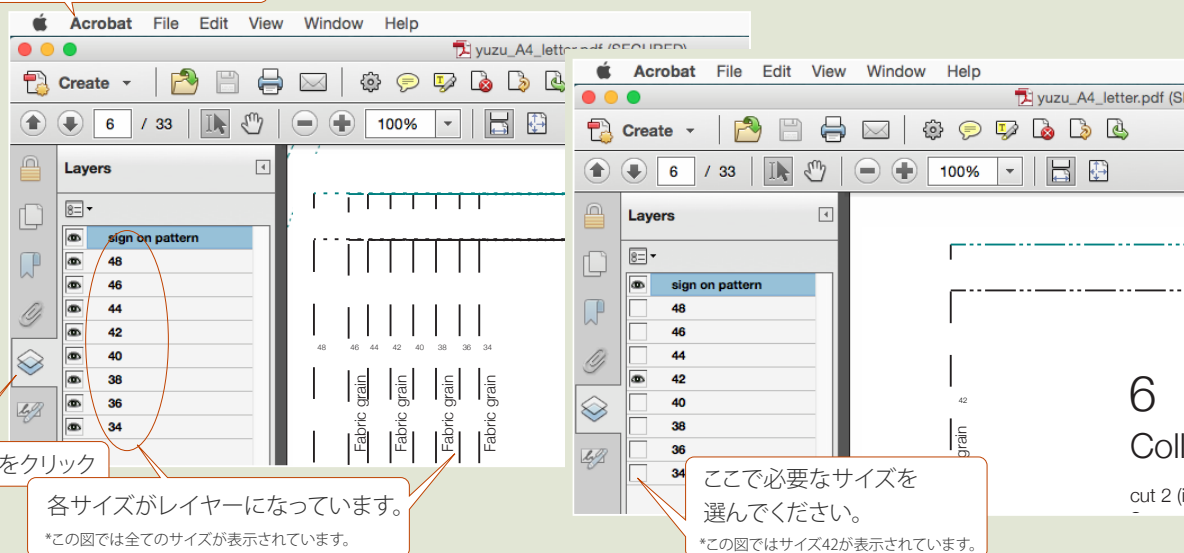 Acrobat File Edit View Window Help
yuzu_A4_letter.pdf (SECURED)
Create
6 / 33 100%
Layers
sign on pattern
48
46
44
42
40
38
36
34
48 46 44 42 40 38 36 34
Fabric grain Fabric grain Fabric grain Fabric grain
をクリック
各サイズがレイヤーになっています。
*この図では全てのサイズが表示されています。
Acrobat File Edit View Window Help
yuzu_A4_letter.pdf (S
Create
6 / 33 100%
Layers
sign on pattern
48
46
44
42
40
38
36
34
42
grain
6
Coll
cut 2 (i
ここで必要なサイズを
選んでください。
*この図ではサイズ42が表示されています。